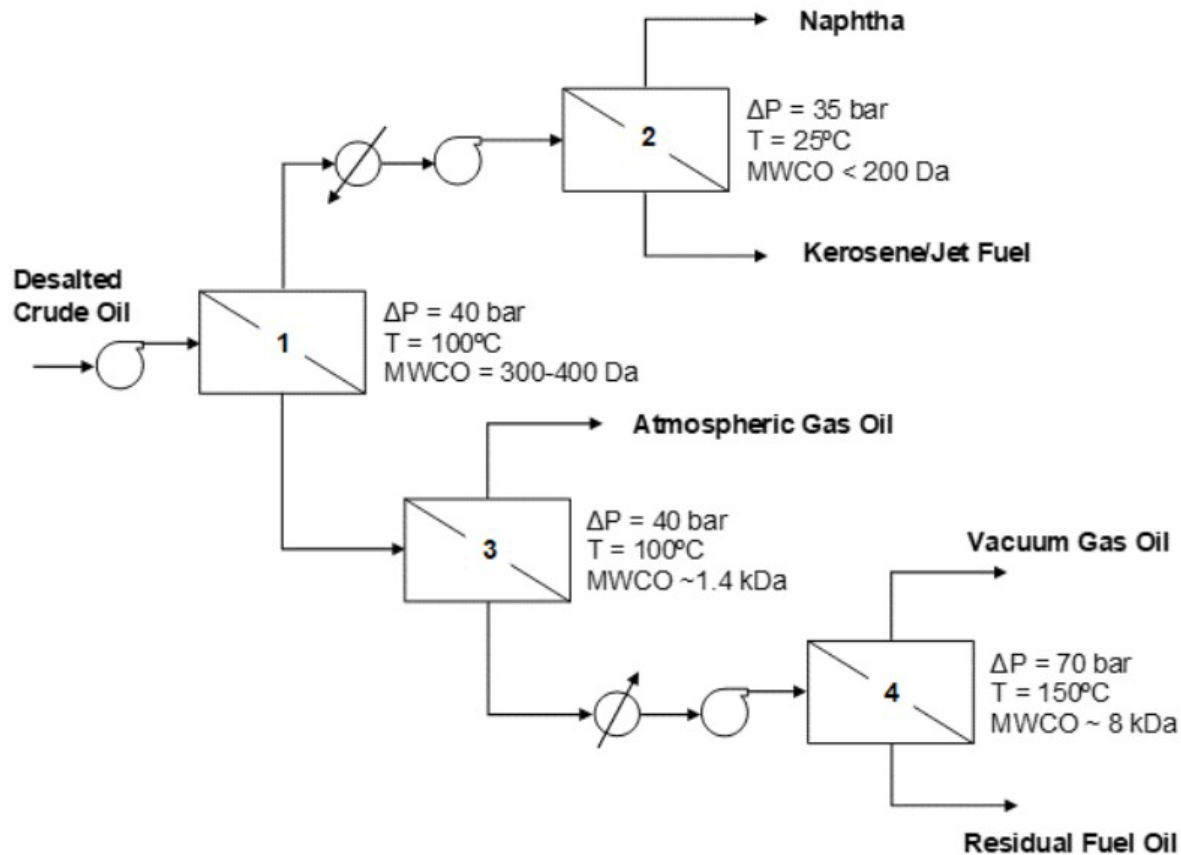 Naphtha
2
ΔP = 35 bar
T = 25ºC
MWCO < 200 Da
Kerosene/Jet Fuel
Desalted
Crude Oil
1
ΔP = 40 bar
T = 100ºC
MWCO = 300-400 Da
Atmospheric Gas Oil
3
ΔP = 40 bar
T = 100ºC
MWCO ~1.4 kDa
Vacuum Gas Oil
4
ΔP = 70 bar
T = 150ºC
MWCO ~ 8 kDa
Residual Fuel Oil